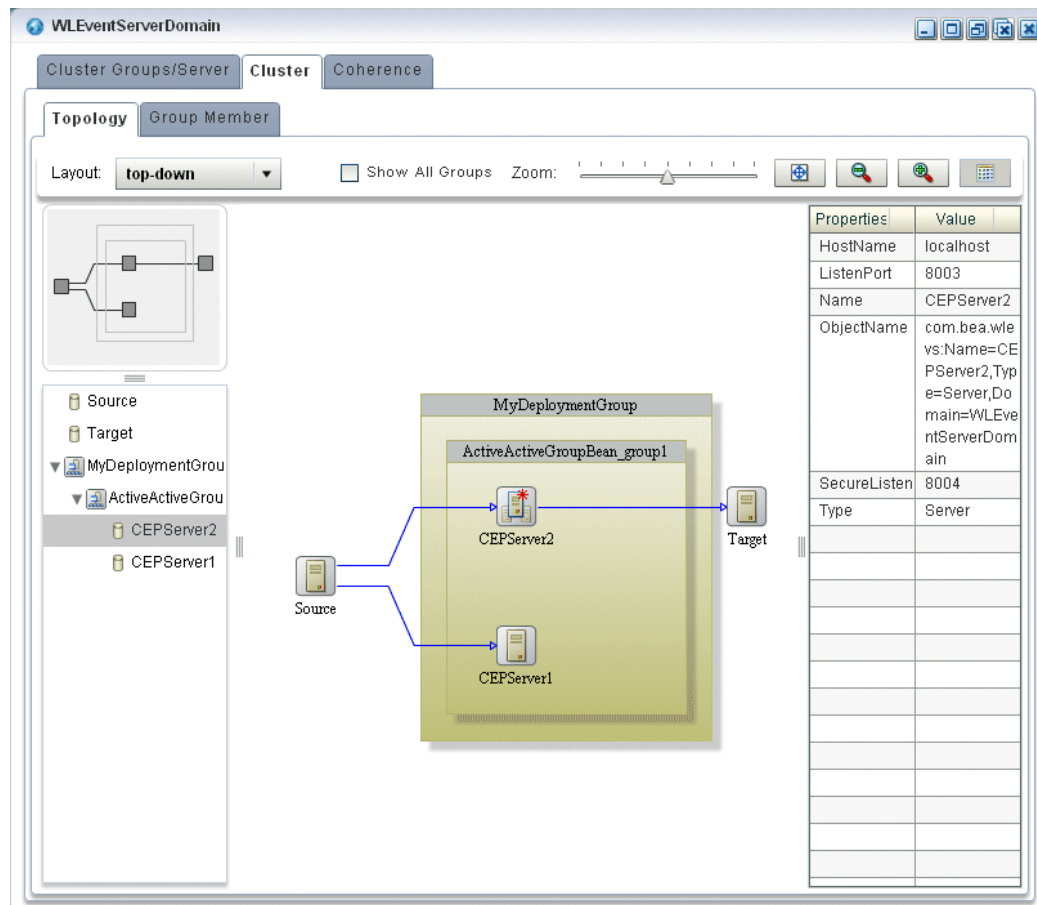 WLEventServerDomain
Cluster Groups/Server
Cluster
Coherence
Topology
Group Member
Layout:
top-down
Show All Groups
Zoom:
Source
Target
MyDeploymentGrou
ActiveActiveGrou
CEPServer2
CEPServer1
MyDeploymentGroup
ActiveActiveGroupBean_group1
CEPServer2
Target
Source
CEPServer1
Properties Value
HostName localhost
ListenPort 8003
Name CEPServer2
ObjectName com.bea.wle
vs:Name=CE
PServer2,Typ
e=Server,Do
main=WLEve
ntServerDom
ain
SecureListen 8004
Type Server